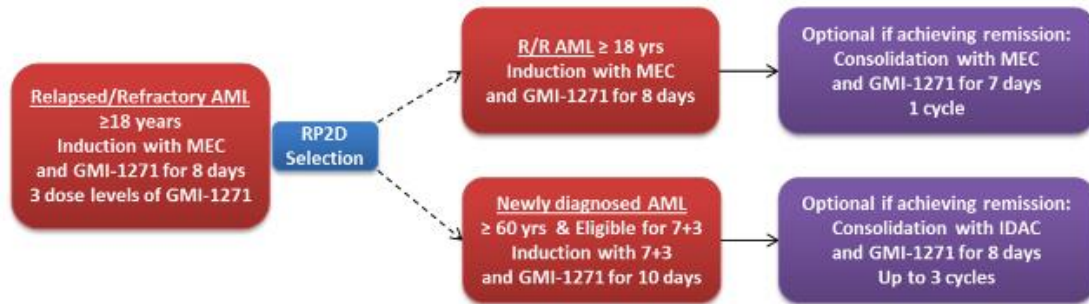 Relapsed/Refractory AML
≥18 years
Induction with MEC
and GMI-1271 for 8 days
3 dose levels of GMI-1271
RP2D
Selection
R/R AML ≥ 18 yrs
Induction with MEC
and GMI-1271 for 8 days
Optional if achieving remission:
Consolidation with MEC
and GMI-1271 for 7 days
1 cycle
Newly diagnosed AML
≥ 60 yrs & Eligible for 7+3
Induction with 7+3
and GMI-1271 for 10 days
Optional if achieving remission:
Consolidation with IDAC
and GMI-1271 for 8 days
Up to 3 cycles